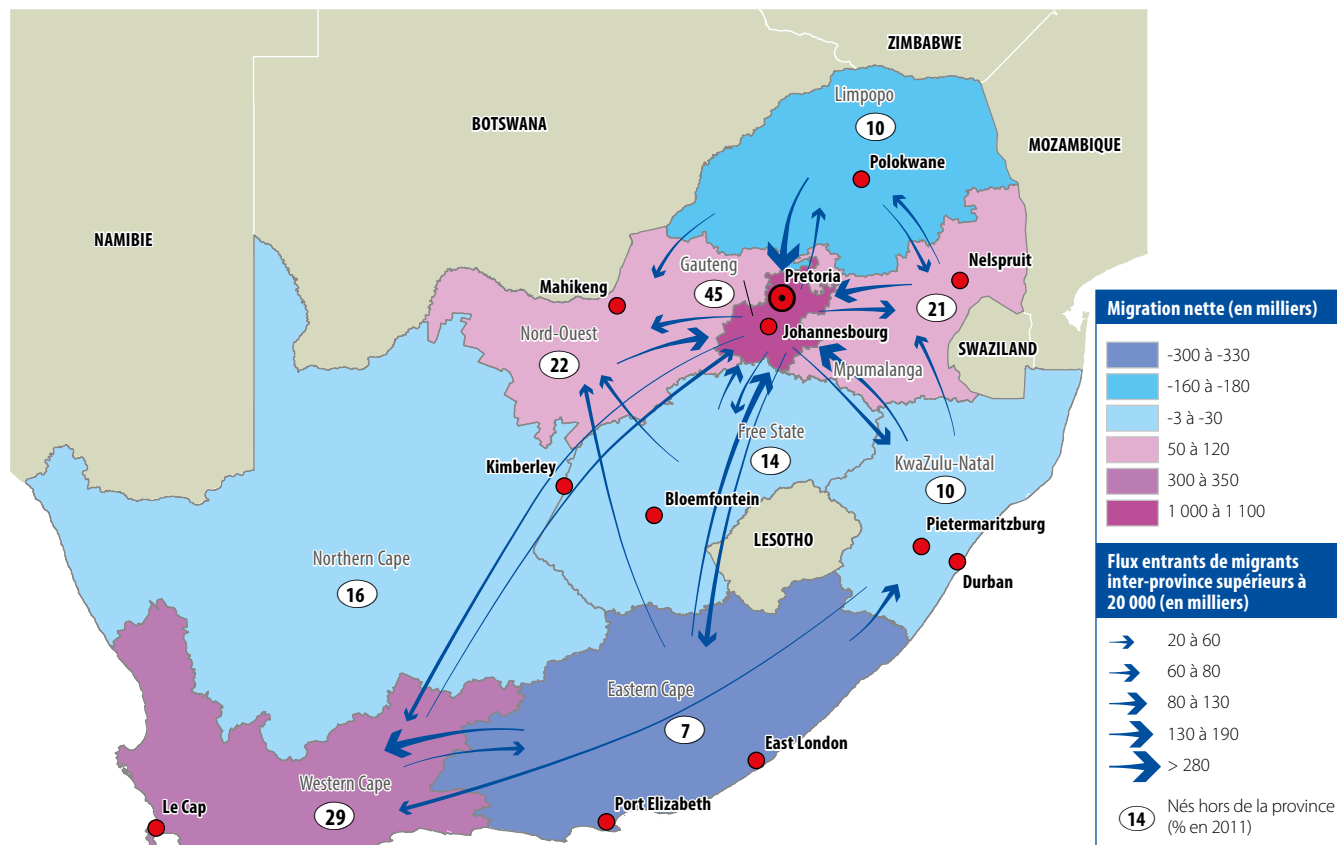 ZIMBABWE
Limpopo
10
BOTSWANA
MOZAMBIQUE
Polokwane
NAMIBIE
Gauteng
45
Pretoria
Nelspruit
Mahikeng
21
Johannesbourg
Nord-Ouest
22
SWAZILAND
Mpumalanga
Free State
14
Kimberley
KwaZulu-Natal
10
Bloemfontein
Pietermaritzburg
LESOTHO
Durban
Northern Cape
16
Eastern Cape
7
East London
Western Cape
29
Le Cap
Port Elizabeth
Migration nette (en milliers)
-300 à -330
-160 à -180
-3 à -30
50 à 120
300 à 350
1 000 à 1 100
Flux entrants de migrants
inter-province supérieurs à
20 000 (en milliers)
20 à 60
60 à 80
80 à 130
130 à 190
> 280
14
Nés hors de la province
(% en 2011)